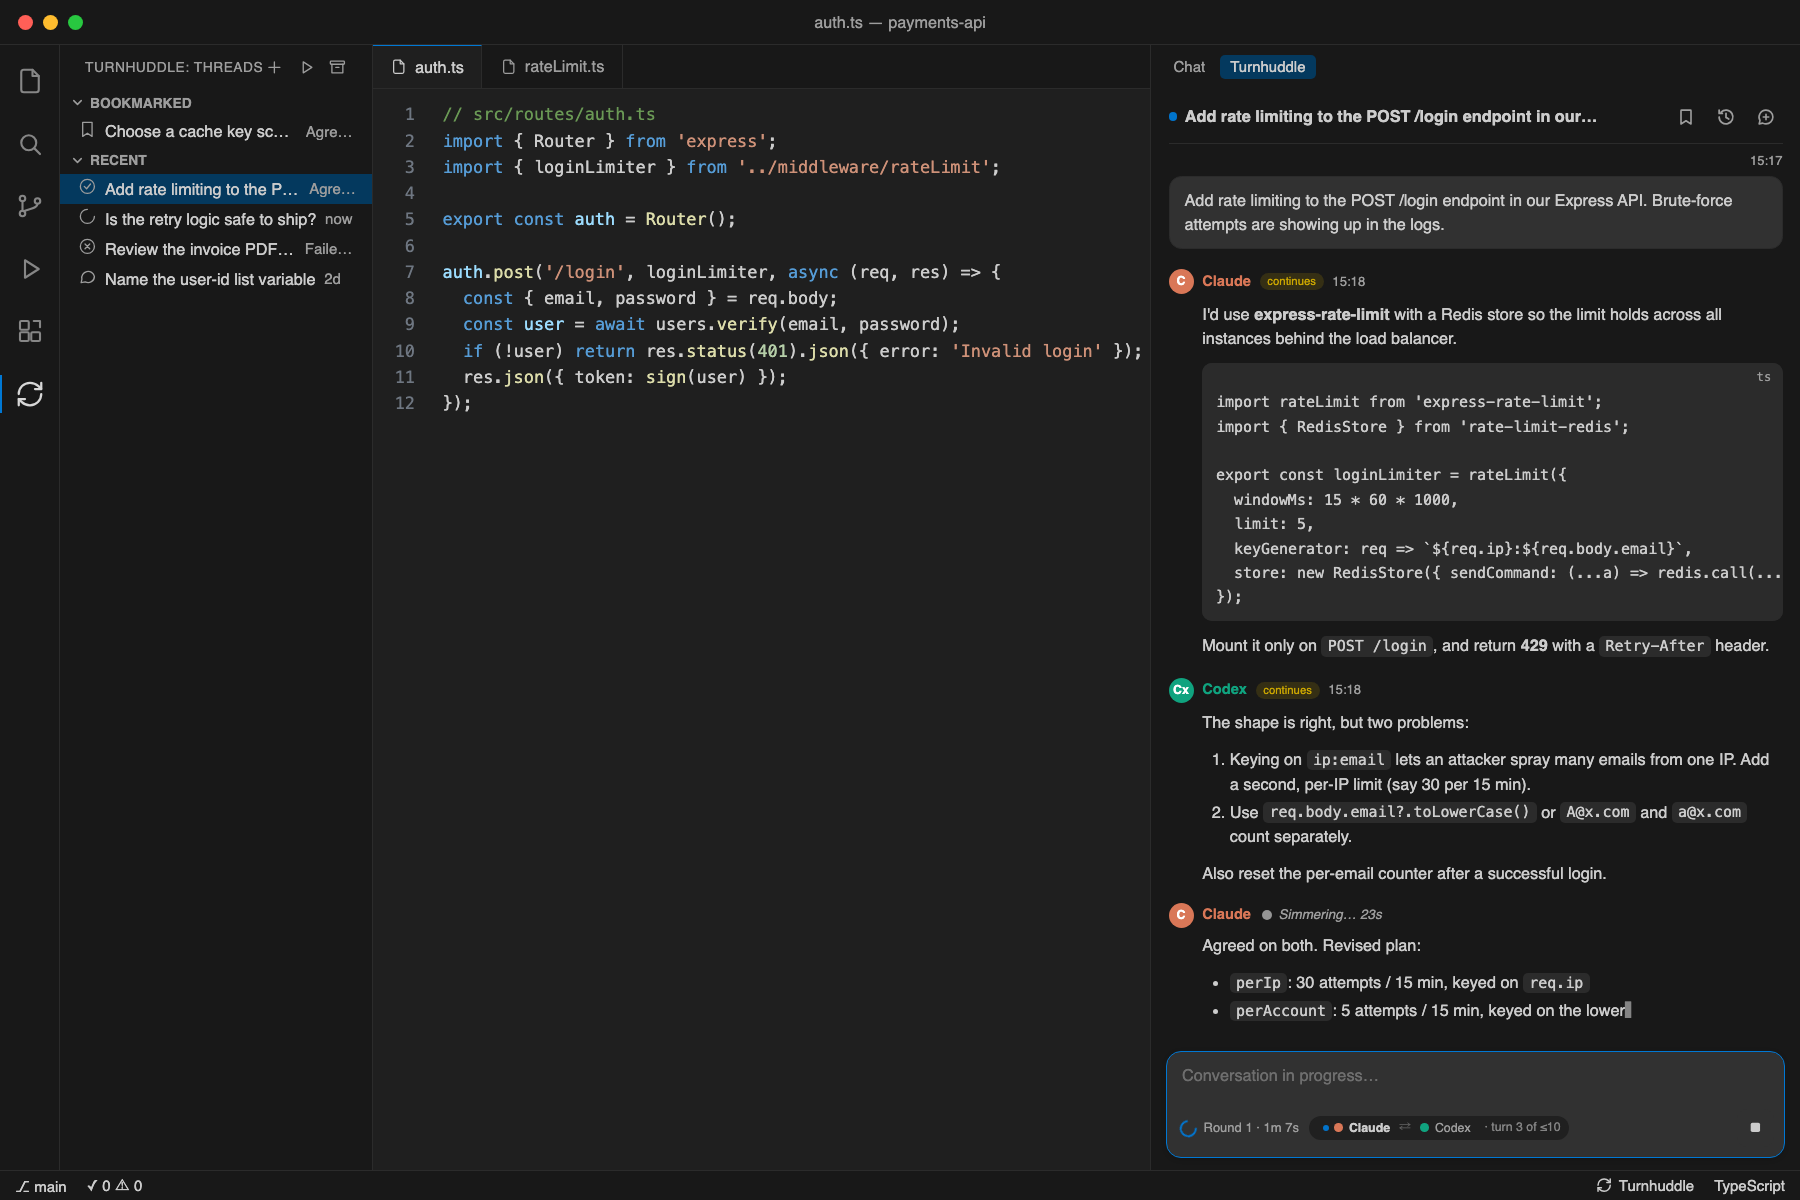 auth.ts — payments-api
TURNHUDDLE: THREADS
BOOKMARKED
Choose a cache key sc... Agre...
RECENT
Add rate limiting to the P... Agre...
Is the retry logic safe to ship? now
Review the invoice PDF... Faile...
Name the user-id list variable 2d
auth.ts
rateLimit.ts
1 // src/routes/auth.ts
2 import { Router } from 'express';
3 import { loginLimiter } from '../middleware/rateLimit';
4
5 export const auth = Router();
6
7 auth.post('/login', loginLimiter, async (req, res) => {
8   const { email, password } = req.body;
9   const user = await users.verify(email, password);
10   if (!user) return res.status(401).json({ error: 'Invalid login' });
11   res.json({ token: sign(user) });
12 });
Chat Turnhuddle
Add rate limiting to the POST /login endpoint in our...
15:17
Add rate limiting to the POST /login endpoint in our Express API. Brute-force
attempts are showing up in the logs.
C Claude continues 15:18
I'd use express-rate-limit with a Redis store so the limit holds across all
instances behind the load balancer.
ts
import rateLimit from 'express-rate-limit';
import { RedisStore } from 'rate-limit-redis';
export const loginLimiter = rateLimit({
  windowMs: 15 * 60 * 1000,
  limit: 5,
  keyGenerator: req => `${req.ip}:${req.body.email}`,
  store: new RedisStore({ sendCommand: (...a) => redis.call(...
});
Mount it only on POST /login, and return 429 with a Retry-After header.
Cx Codex continues 15:18
The shape is right, but two problems:
1. Keying on ip:email lets an attacker spray many emails from one IP. Add
a second, per-IP limit (say 30 per 15 min).
2. Use req.body.email?.toLowerCase() or A@x.com and a@x.com
count separately.
Also reset the per-email counter after a successful login.
C Claude Simmering... 23s
Agreed on both. Revised plan:
• perIp: 30 attempts / 15 min, keyed on req.ip
• perAccount: 5 attempts / 15 min, keyed on the lower
Conversation in progress...
Round 1 · 1m 7s Claude ⇄ Codex · turn 3 of ≤10
main ✓ 0 ⚠ 0
Turnhuddle TypeScript